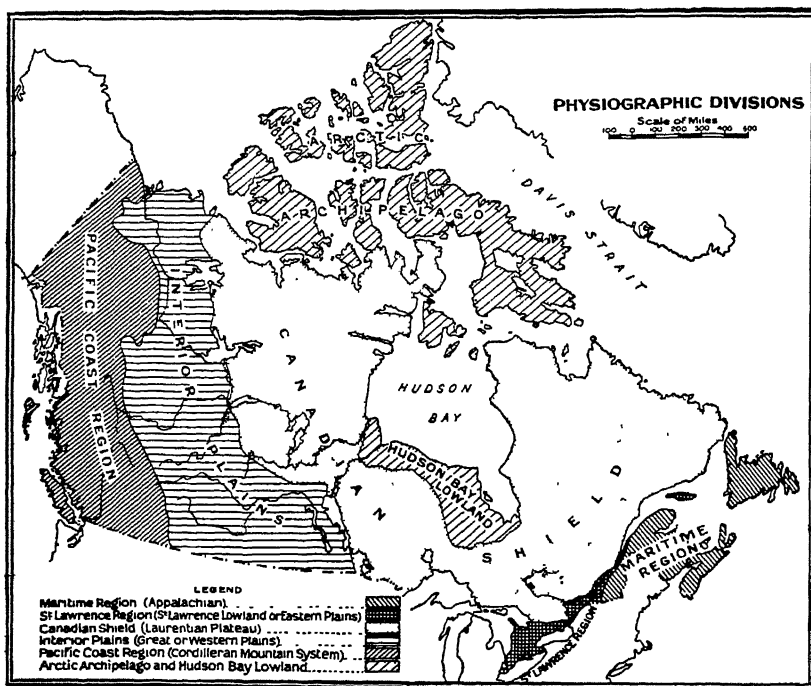 PHYSIOGRAPHIC DIVISIONS
Scale of Miles
100 0 100 200 300 400 500
ARCTIC
ARCHIPELAGO
DAVIS STRAIT
PACIFIC COAST REGION
INTERIOR PLAINS
CANADIAN SHIELD
HUDSON
BAY
HUDSON BAY
LOWLAND
MARITIME
REGION
ST LAWRENCE REGION
LEGEND
Maritime Region (Appalachian)
St Lawrence Region (St Lawrence Lowland or Eastern Plains)
Canadian Shield (Laurentian Plateau)
Interior Plains (Great or Western Plains)
Pacific Coast Region (Cordilleran Mountain System)
Arctic Archipelago and Hudson Bay Lowland